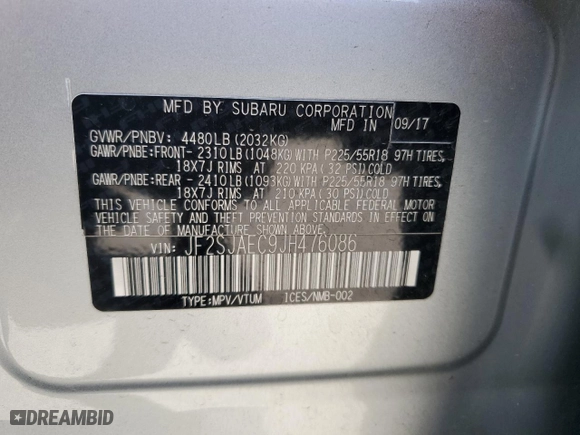 MFD BY SUBARU CORPORATION
MFD IN 09/17
GVWR/PNBV: 4480LB(2032KG)
GAWR/PNBE:FRONT- 2310LB(1048KG)WITH P225/55R18 97H TIRES,
18X7J RIMS AT 220 KPA( 32 PSI)COLD
GAWR/PNBE:REAR - 2410LB(1093KG)WITH P225/55R18 97H TIRES,
18X7J RIMS AT 210 KPA( 30 PSI)COLD
THIS VEHICLE CONFORMS TO ALL APPLICABLE FEDERAL MOTOR
VEHICLE SAFETY AND THEFT PREVENTION STANDARDS IN EFFECT ON
THE DATE OF MANUFACTURE SHOWN ABOVE.
VIN: JF2SJAEC9JH476086
TYPE:MPV/VTUM ICES/NMB-002
DREAMBID